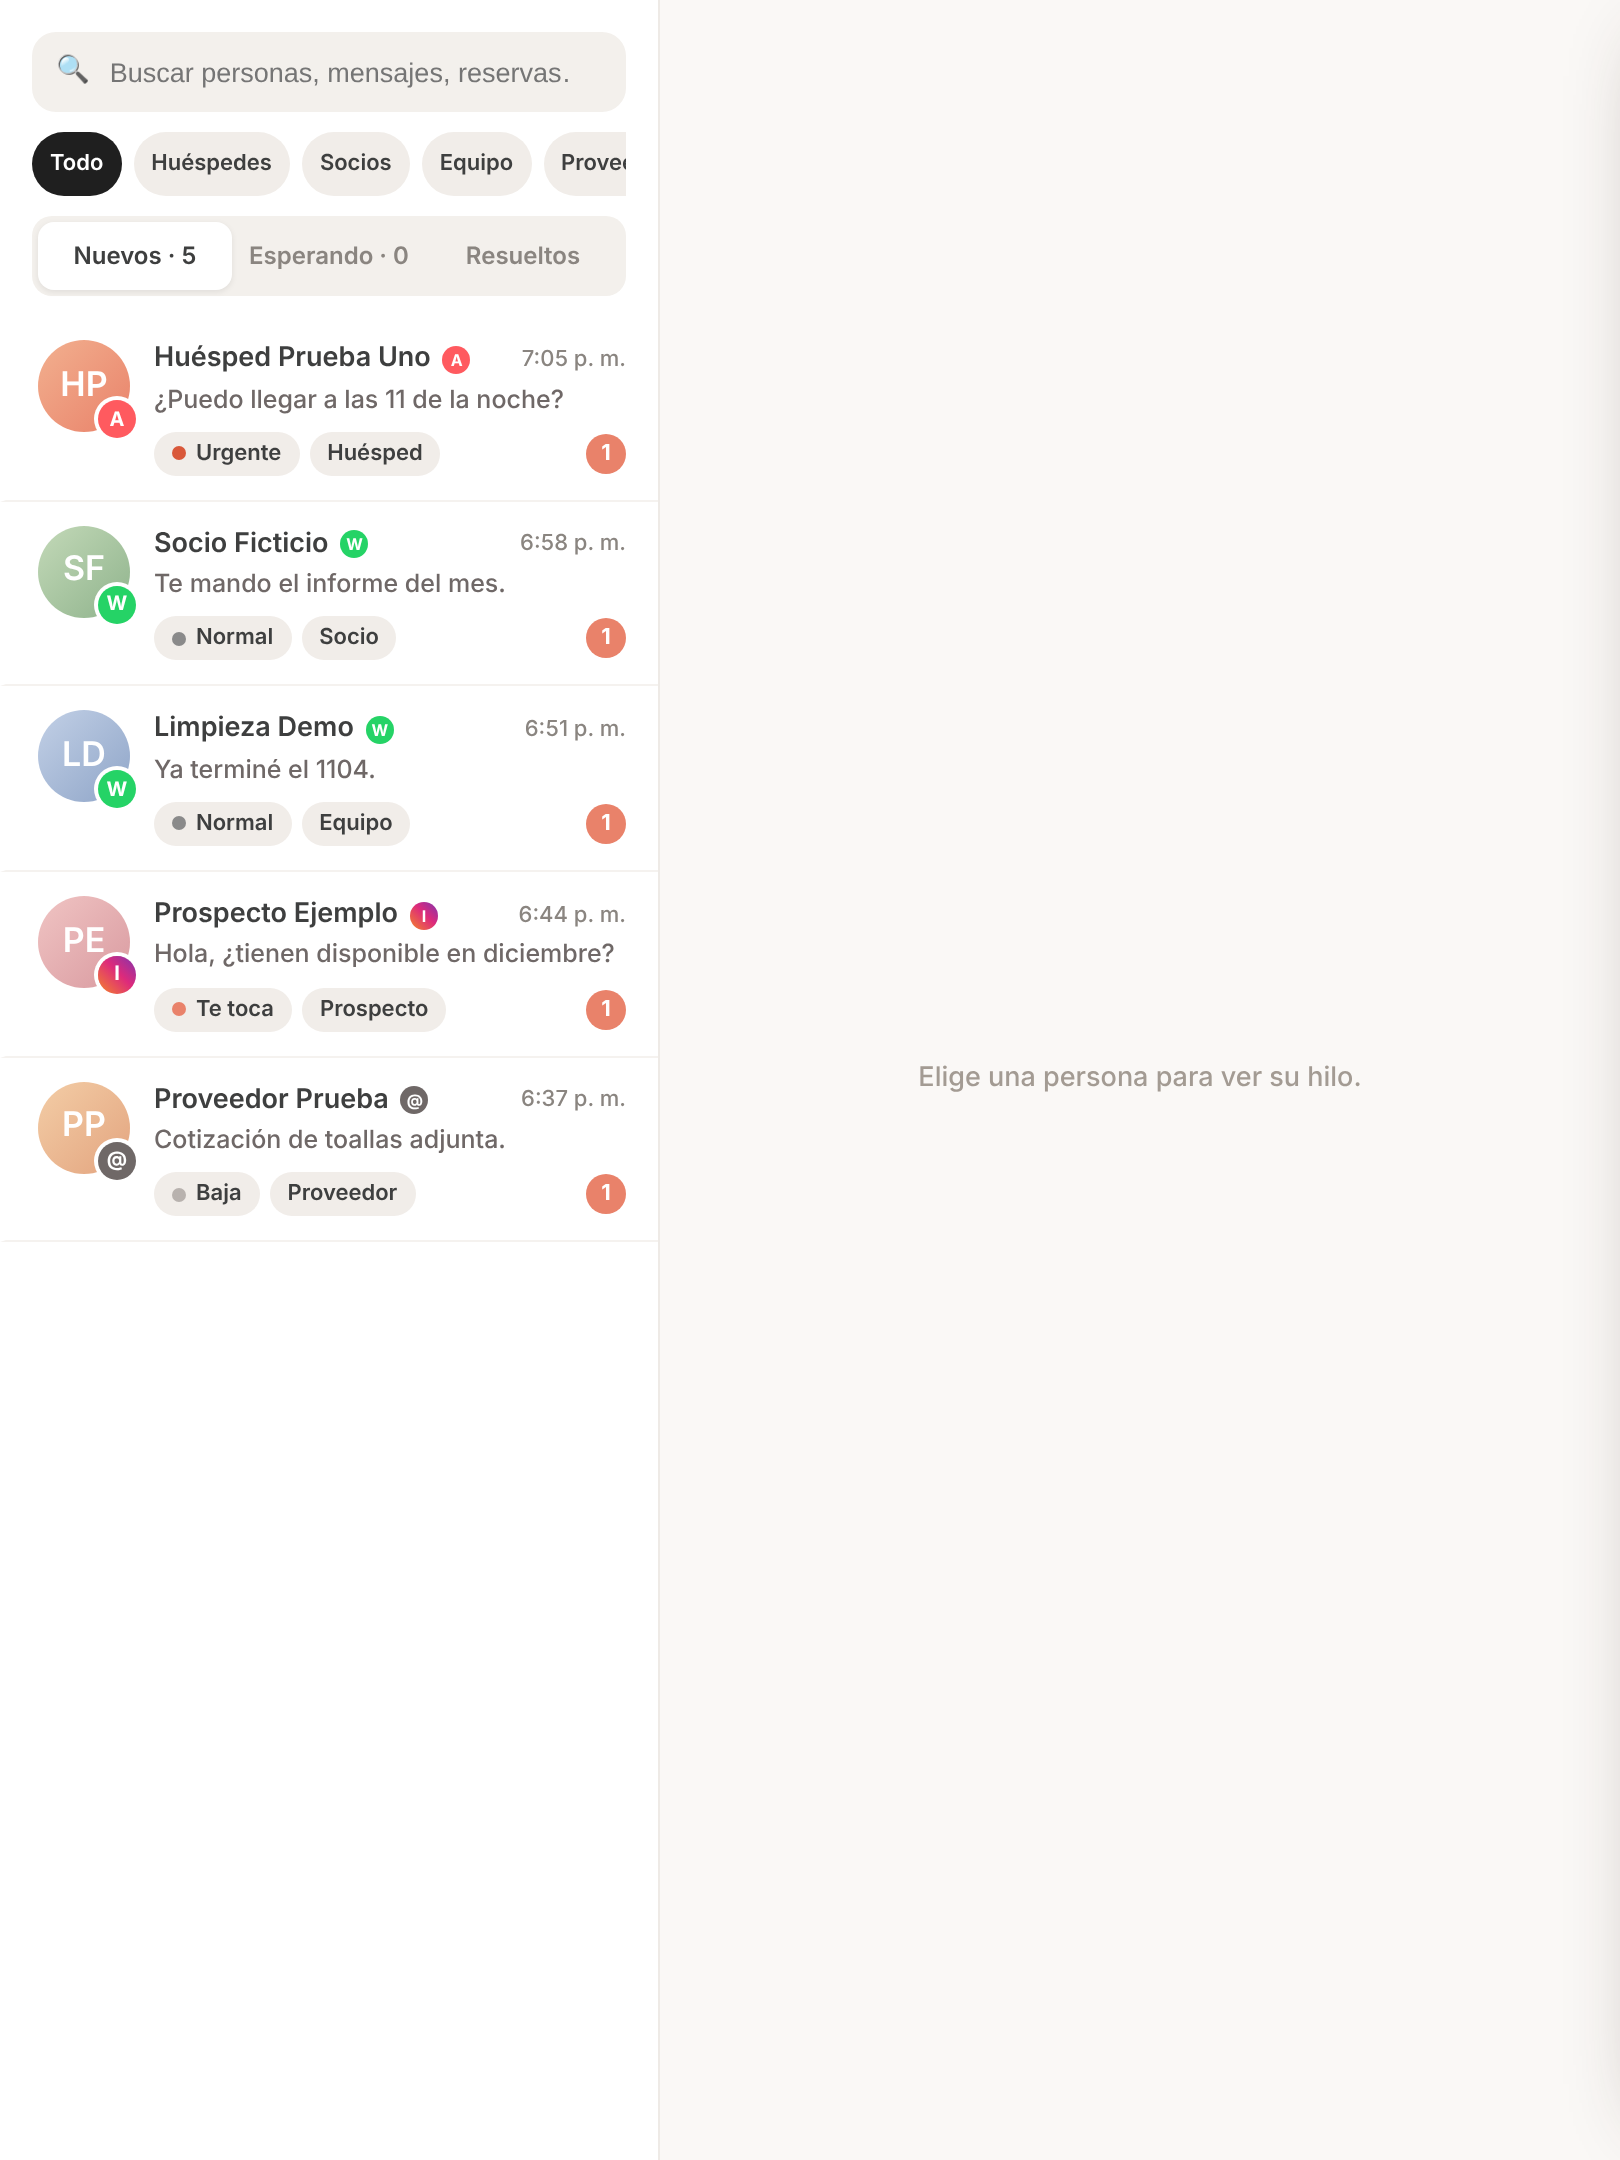 🔍 Buscar personas, mensajes, reservas.
Todo Huéspedes Socios Equipo Provee
Nuevos · 5 Esperando · 0 Resueltos
HP A Huésped Prueba Uno A 7:05 p. m.
¿Puedo llegar a las 11 de la noche?
Urgente Huésped 1
SF W Socio Ficticio W 6:58 p. m.
Te mando el informe del mes.
Normal Socio 1
LD W Limpieza Demo W 6:51 p. m.
Ya terminé el 1104.
Normal Equipo 1
PE I Prospecto Ejemplo I 6:44 p. m.
Hola, ¿tienen disponible en diciembre?
Te toca Prospecto 1
PP @ Proveedor Prueba @ 6:37 p. m.
Cotización de toallas adjunta.
Baja Proveedor 1
Elige una persona para ver su hilo.